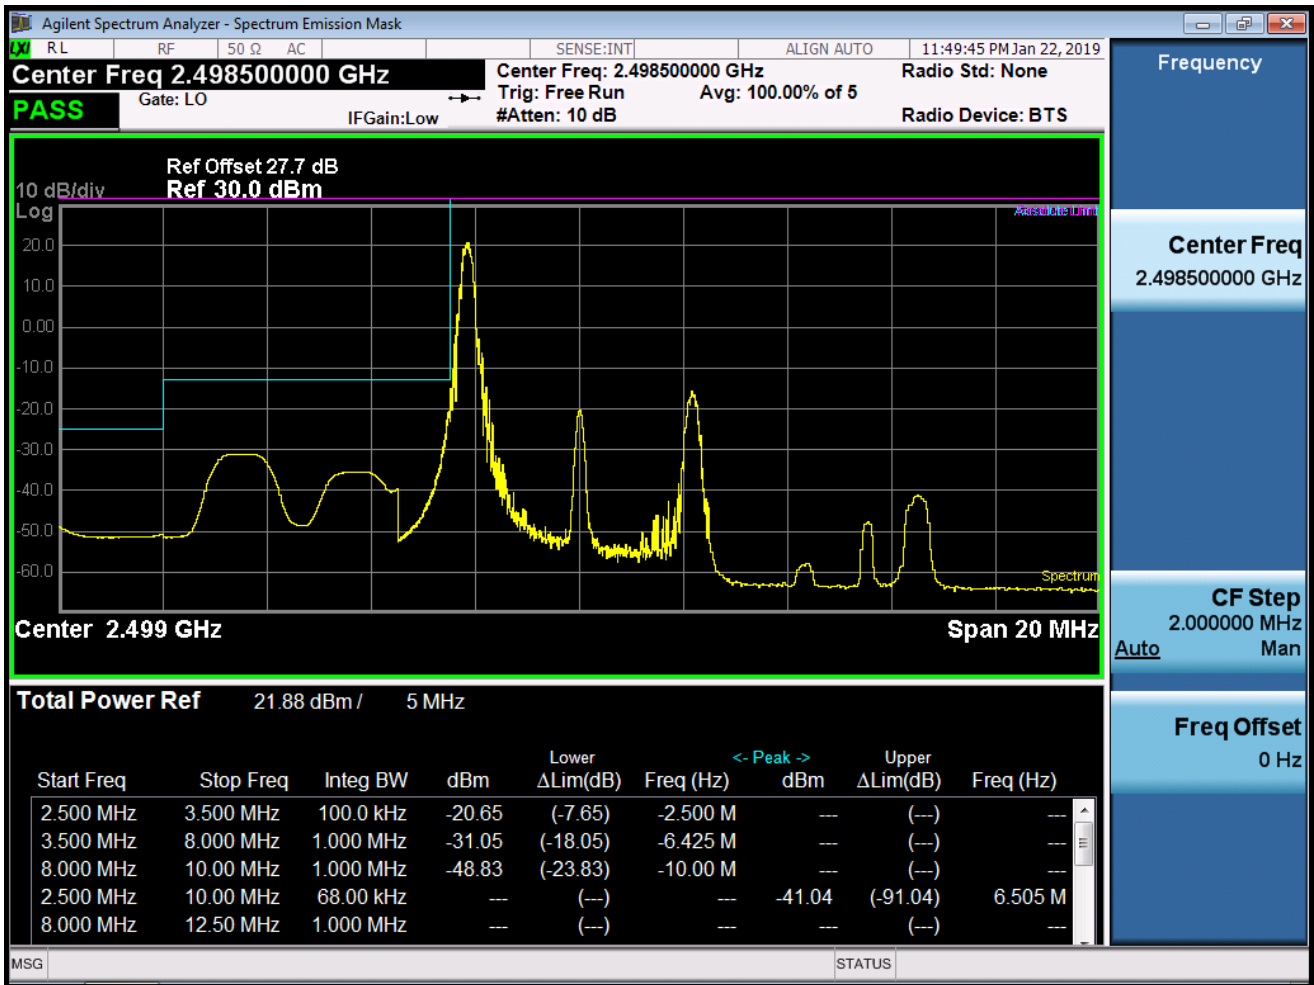 Agilent Spectrum Analyzer - Spectrum Emission Mask
LXI RL RF 50 Ω AC SENSE:INT ALIGN AUTO 11:49:45 PM Jan 22, 2019
Center Freq 2.498500000 GHz
Center Freq: 2.498500000 GHz
Radio Std: None
Trig: Free Run
Avg: 100.00% of 5
PASS
Gate: LO
IFGain:Low
#Atten: 10 dB
Radio Device: BTS
Ref Offset 27.7 dB
10 dB/div Ref 30.0 dBm
Log
20.0
10.0
0.00
-10.0
-20.0
-30.0
-40.0
-50.0
-60.0
Spectrum
Center 2.499 GHz
Span 20 MHz
Total Power Ref 21.88 dBm / 5 MHz
Lower <- Peak -> Upper
Start Freq Stop Freq Integ BW dBm ΔLim(dB) Freq (Hz) dBm ΔLim(dB) Freq (Hz)
2.500 MHz 3.500 MHz 100.0 kHz -20.65 (-7.65) -2.500 M --- (---) ---
3.500 MHz 8.000 MHz 1.000 MHz -31.05 (-18.05) -6.425 M --- (---) ---
8.000 MHz 10.00 MHz 1.000 MHz -48.83 (-23.83) -10.00 M --- (---) ---
2.500 MHz 10.00 MHz 68.00 kHz --- (---) --- -41.04 (-91.04) 6.505 M
8.000 MHz 12.50 MHz 1.000 MHz --- (---) --- --- (---) ---
MSG
STATUS
Frequency
Center Freq
2.498500000 GHz
CF Step
2.000000 MHz
Auto Man
Freq Offset
0 Hz